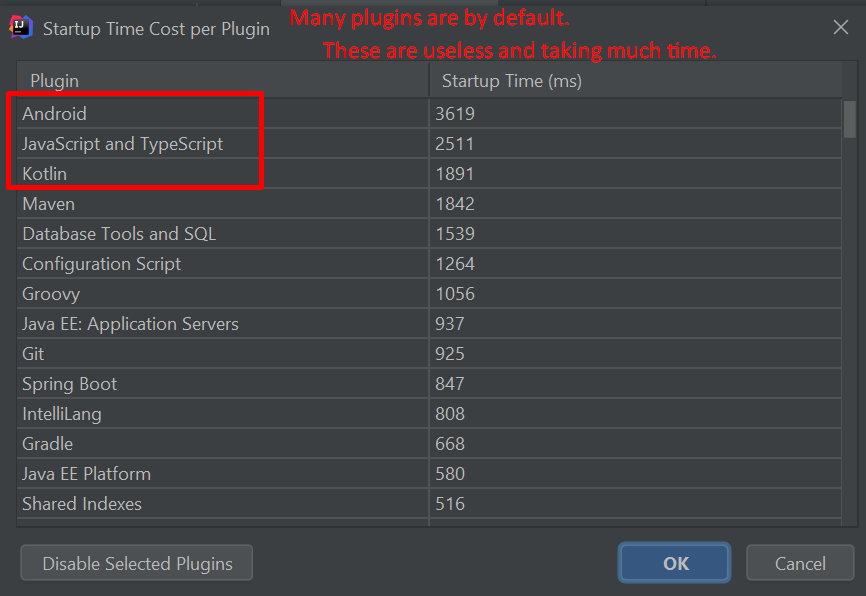 Many plugins are by default.
Startup Time Cost per Plugin
These are useless and taking much time.
Plugin Startup Time (ms)
Android 3619
JavaScript and TypeScript 2511
Kotlin 1891
Maven 1842
Database Tools and SQL 1539
Configuration Script 1264
Groovy 1056
Java EE: Application Servers 937
Git 925
Spring Boot 847
IntelliLang 808
Gradle 668
Java EE Platform 580
Shared Indexes 516
Disable Selected Plugins OK Cancel